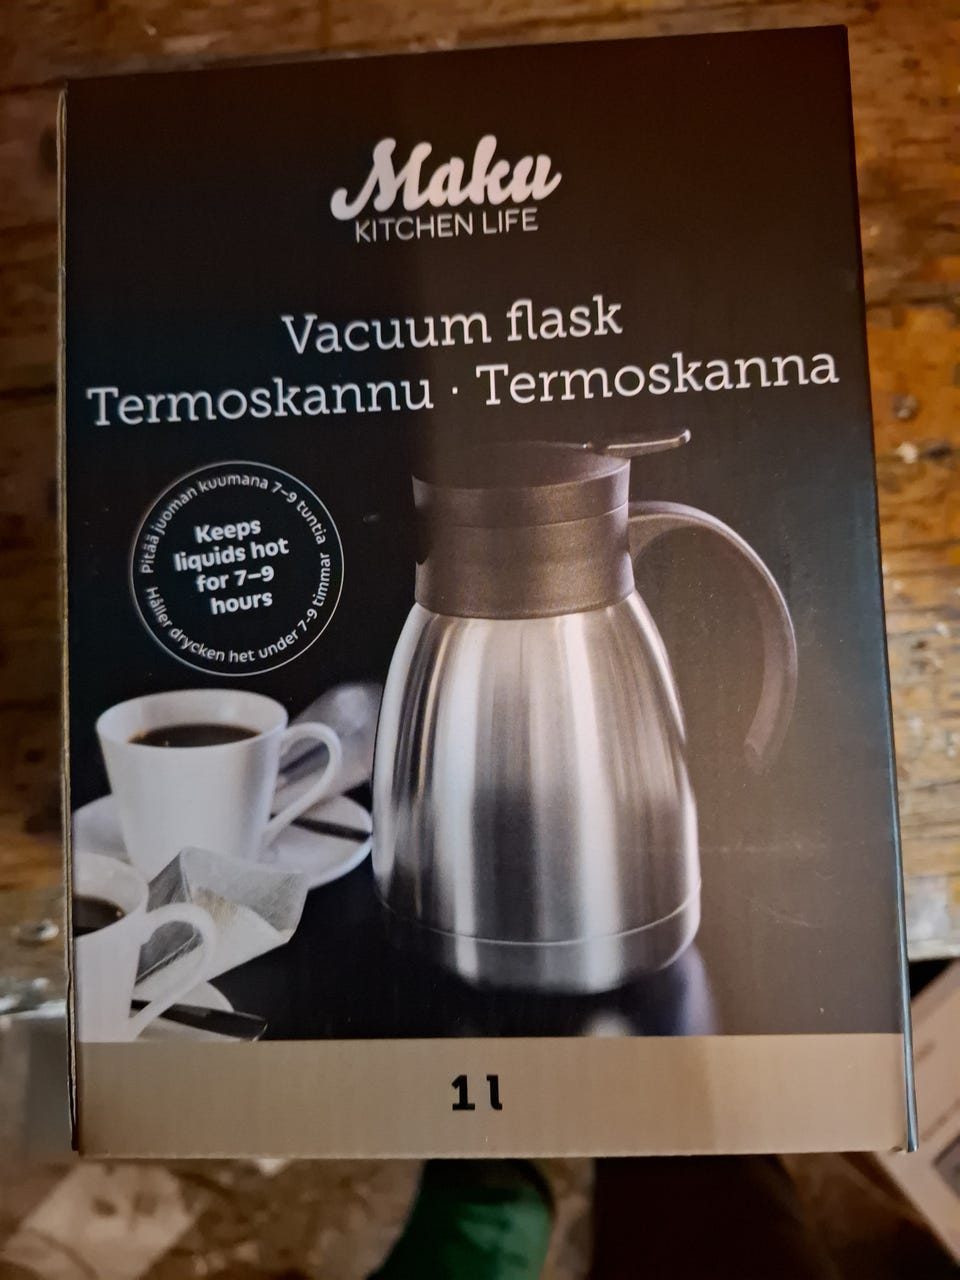 Maku
KITCHEN LIFE
Vacuum flask
Termoskannu · Termoskanna
Pitää juoman kuumana 7–9 tuntia
Keeps
liquids hot
for 7–9
hours
Håller drycken het under 7-9 timmar
1 l